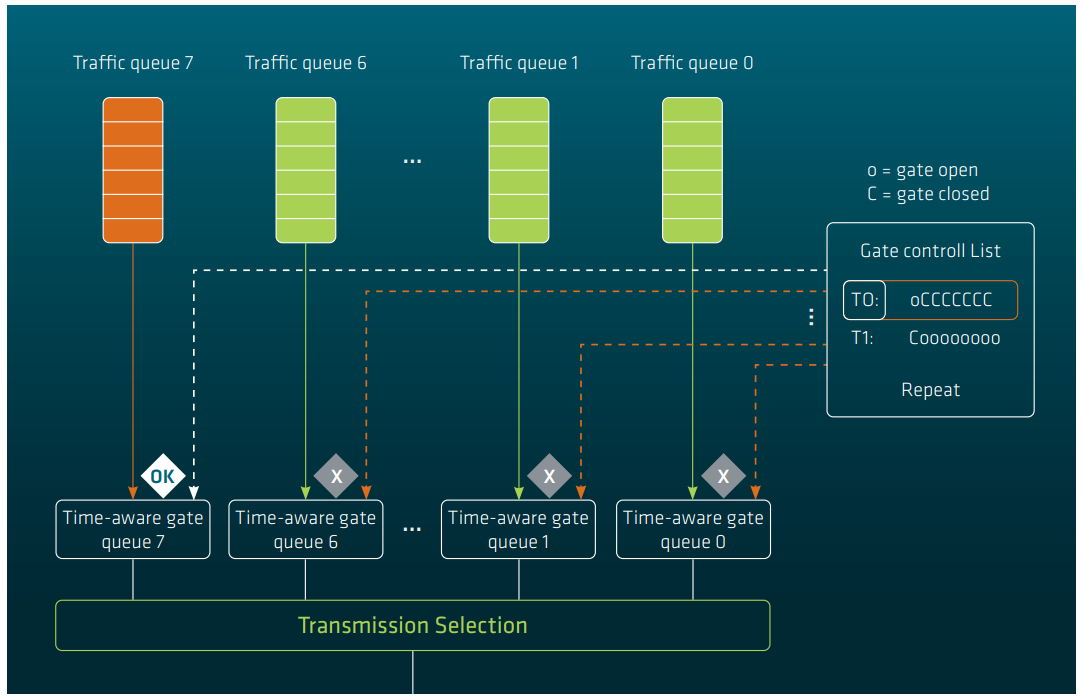 Traffic queue 7
Traffic queue 6
Traffic queue 1
Traffic queue 0
...
o = gate open
C = gate closed
Gate controll List
T0: oCCCCCCC
⋮
T1: Coooooooo
Repeat
OK
X
X
X
Time-aware gate
queue 7
Time-aware gate
queue 6
...
Time-aware gate
queue 1
Time-aware gate
queue 0
Transmission Selection